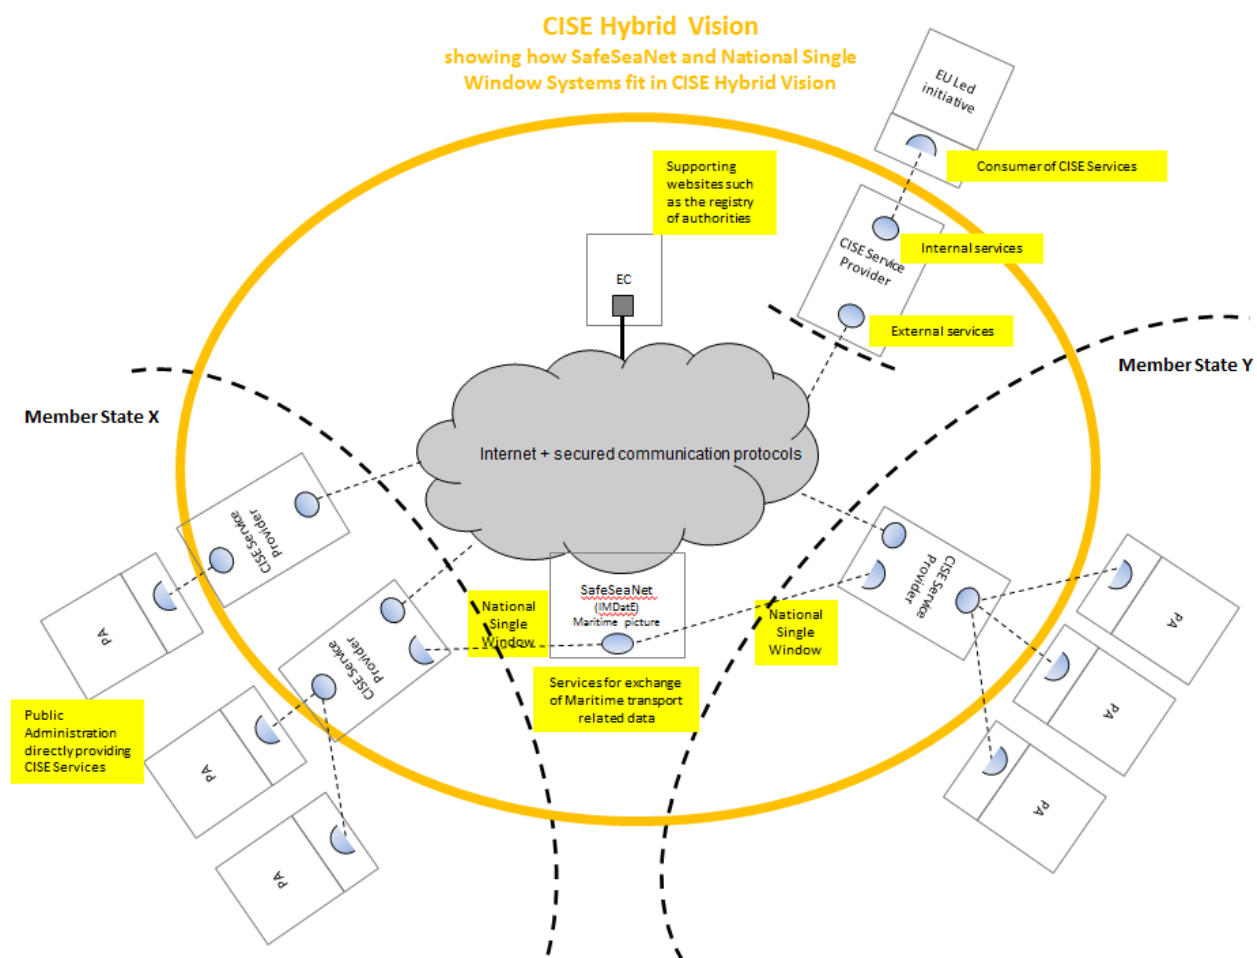 CISE Hybrid Vision
showing how SafeSeaNet and National Single
Window Systems fit in CISE Hybrid Vision
EU Led
initiative
Consumer of CISE Services
Supporting
websites such
as the registry
of authorities
Internal services
CISE Service
Provider
EC
External services
Member State Y
Member State X
Internet + secured communication protocols
CISE Service
Provider
PA
CISE Service
Provider
National
Single
Window
SafeSeaNet
(IMDatE)
Maritime picture
National
Single
Window
CISE Service
Provider
Services for exchange
of Maritime transport
related data
Public
Administration
directly providing
CISE Services
PA
PA
PA
PA
PA